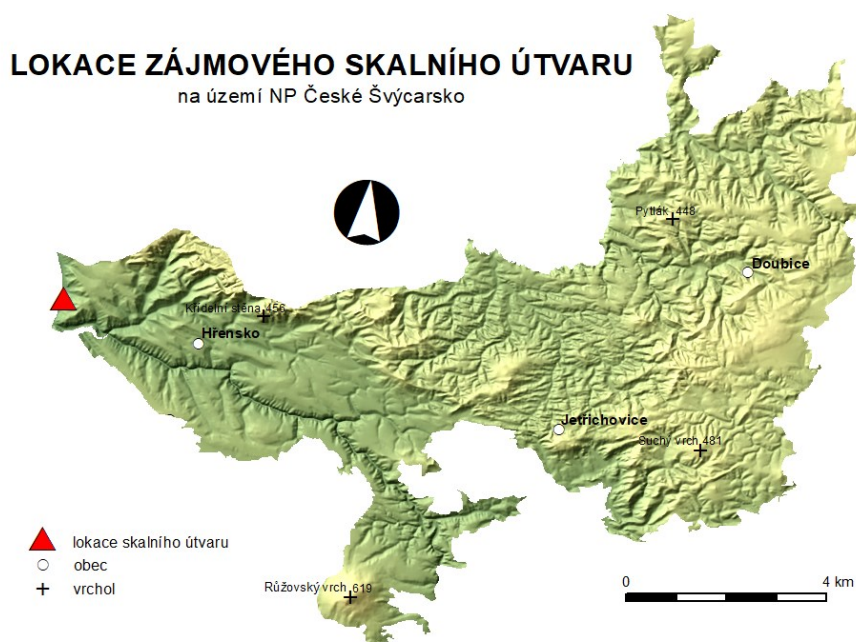 LOKACE ZÁJMOVÉHO SKALNÍHO ÚTVARU
na území NP České Švýcarsko
Pytlák 448
Doubice
Křídelní stěna 456
Hřensko
Jetřichovice
Suchý vrch 481
Růžovský vrch 619
lokace skalního útvaru
obec
vrchol
0 4 km